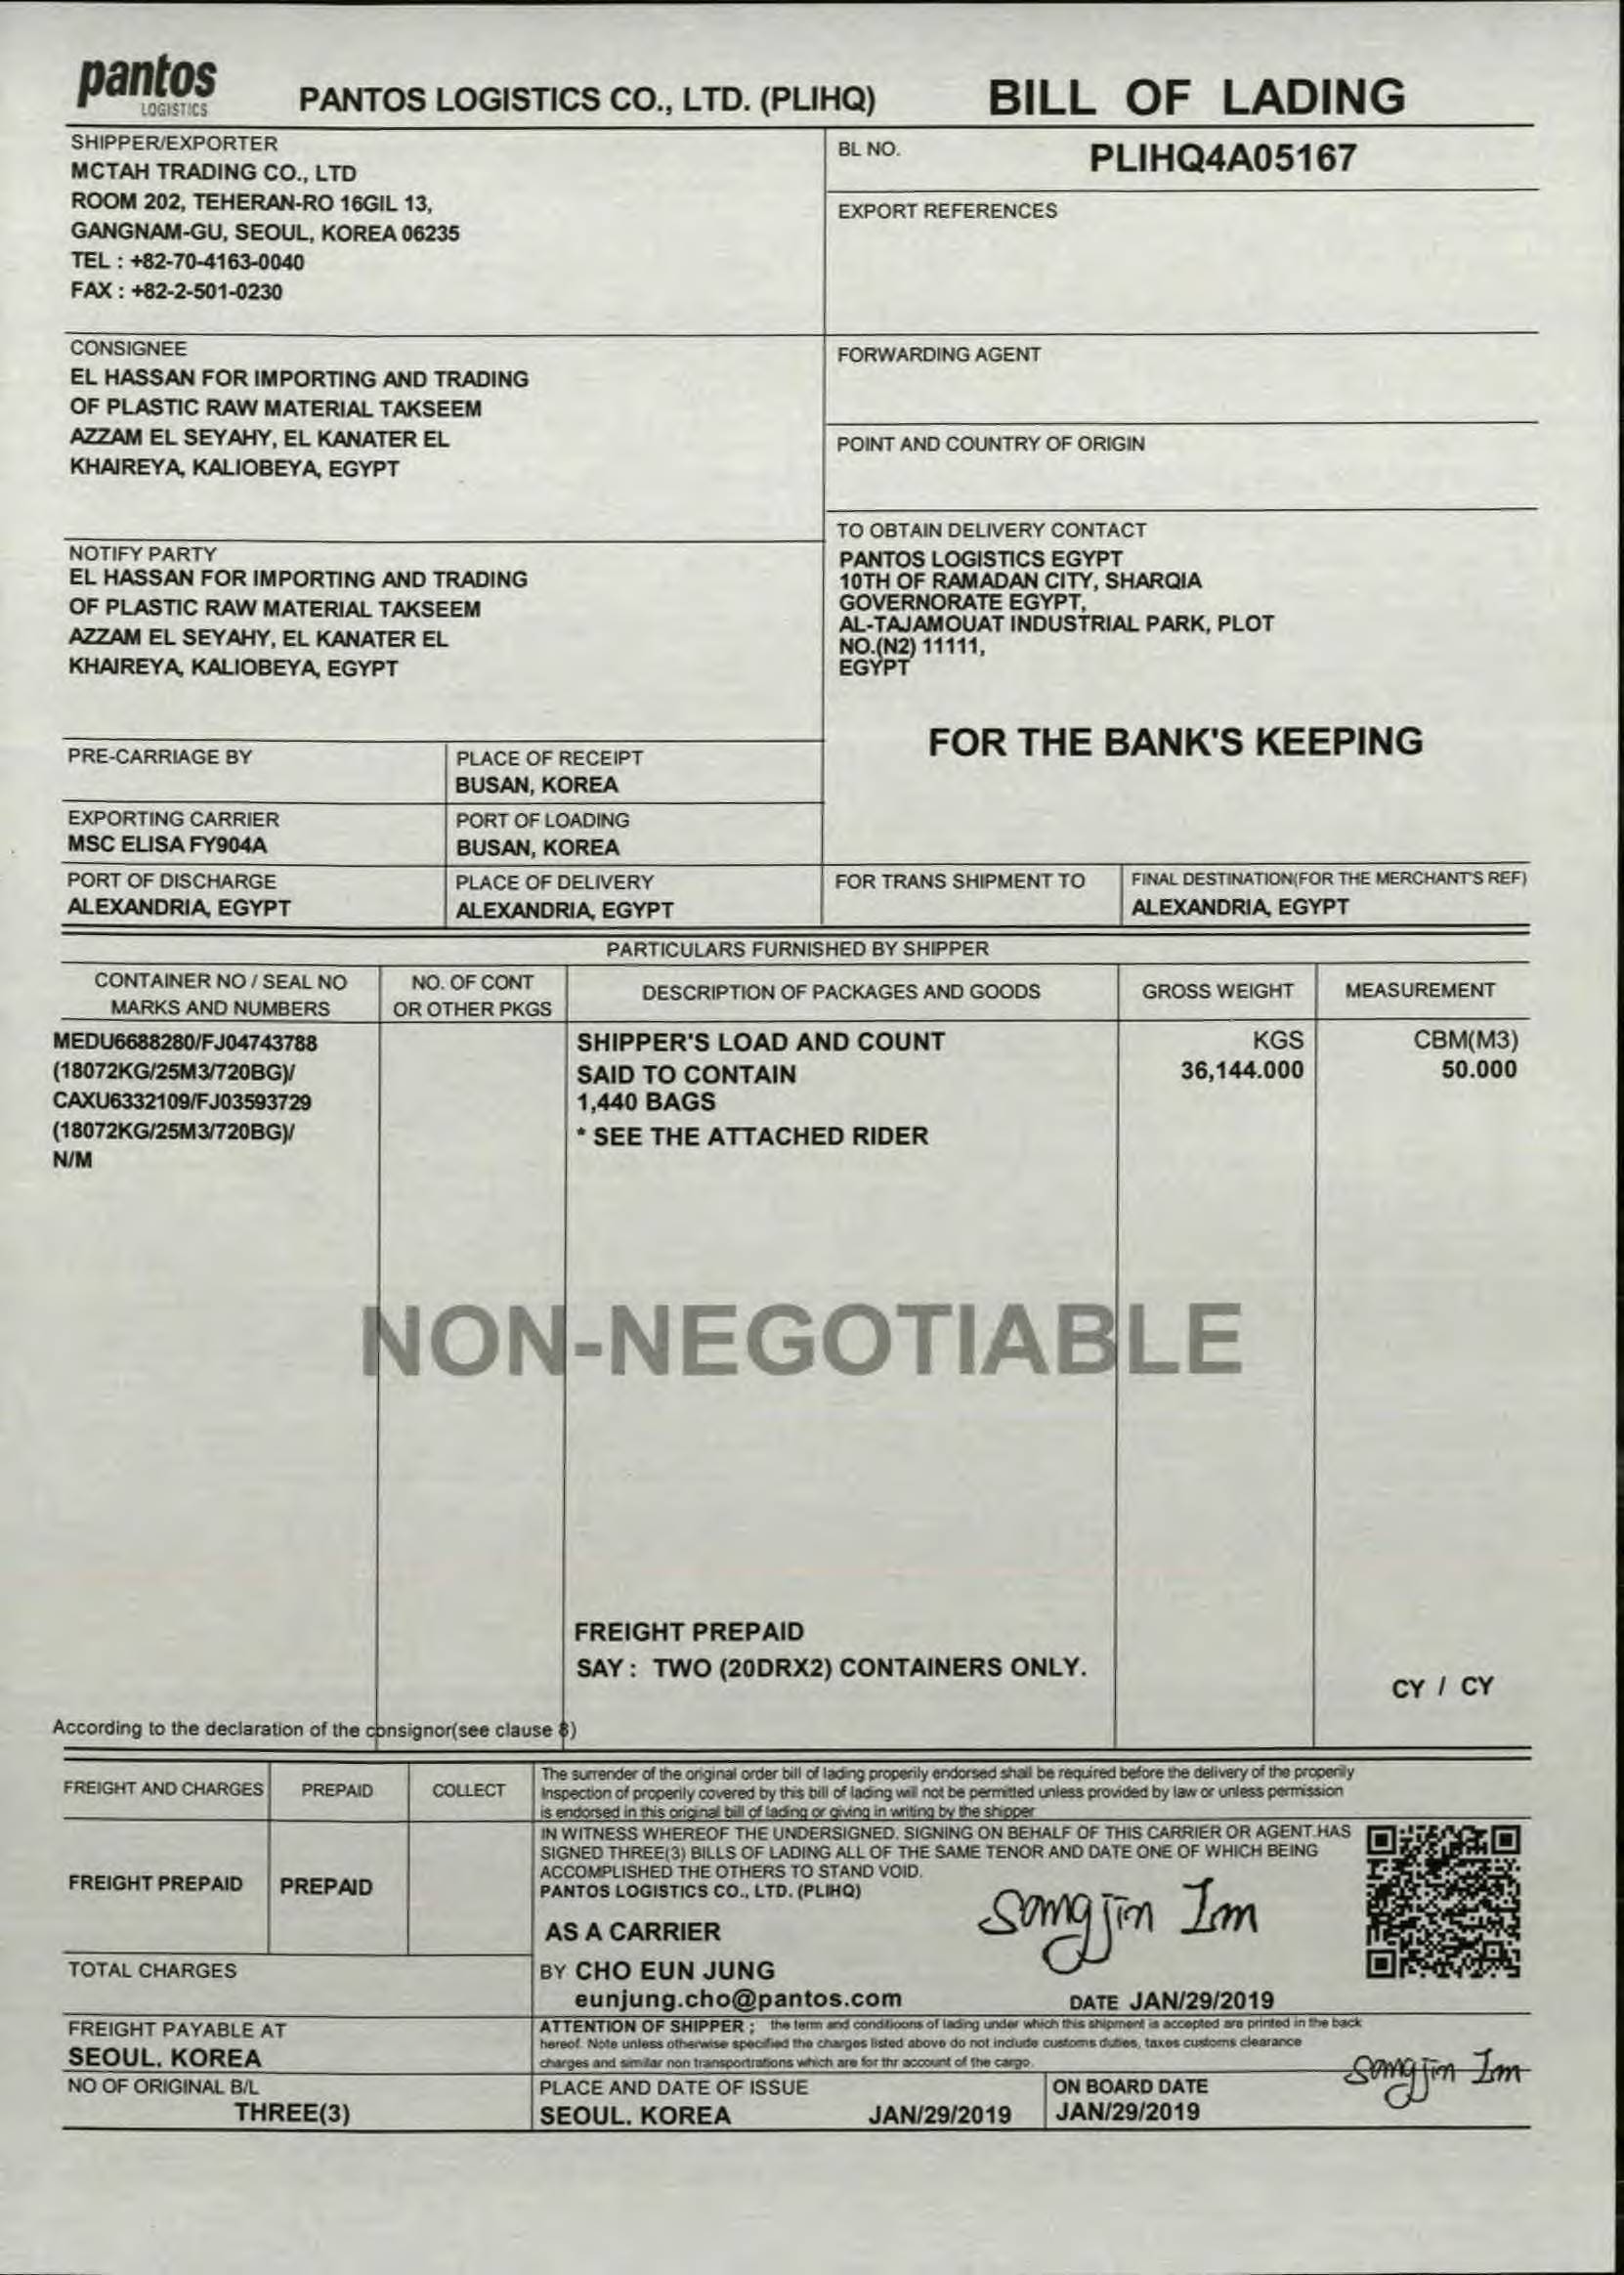 pantos
LOGISTICS
PANTOS LOGISTICS CO., LTD. (PLIHQ)
BILL OF LADING
SHIPPER/EXPORTER
MCTAH TRADING CO., LTD
ROOM 202, TEHERAN-RO 16GIL 13,
GANGNAM-GU, SEOUL, KOREA 06235
TEL : +82-70-4163-0040
FAX : +82-2-501-0230
BL NO.
PLIHQ4A05167
EXPORT REFERENCES
CONSIGNEE
EL HASSAN FOR IMPORTING AND TRADING
OF PLASTIC RAW MATERIAL TAKSEEM
AZZAM EL SEYAHY, EL KANATER EL
KHAIREYA, KALIOBEYA, EGYPT
FORWARDING AGENT
POINT AND COUNTRY OF ORIGIN
NOTIFY PARTY
EL HASSAN FOR IMPORTING AND TRADING
OF PLASTIC RAW MATERIAL TAKSEEM
AZZAM EL SEYAHY, EL KANATER EL
KHAIREYA, KALIOBEYA, EGYPT
TO OBTAIN DELIVERY CONTACT
PANTOS LOGISTICS EGYPT
10TH OF RAMADAN CITY, SHARQIA
GOVERNORATE EGYPT,
AL-TAJAMOUAT INDUSTRIAL PARK, PLOT
NO.(N2) 11111,
EGYPT
FOR THE BANK'S KEEPING
PRE-CARRIAGE BY
PLACE OF RECEIPT
BUSAN, KOREA
EXPORTING CARRIER
MSC ELISA FY904A
PORT OF LOADING
BUSAN, KOREA
PORT OF DISCHARGE
ALEXANDRIA, EGYPT
PLACE OF DELIVERY
ALEXANDRIA, EGYPT
FOR TRANS SHIPMENT TO
FINAL DESTINATION(FOR THE MERCHANT'S REF)
ALEXANDRIA, EGYPT
PARTICULARS FURNISHED BY SHIPPER
CONTAINER NO / SEAL NO
MARKS AND NUMBERS
NO. OF CONT
OR OTHER PKGS
DESCRIPTION OF PACKAGES AND GOODS
GROSS WEIGHT
MEASUREMENT
MEDU6688280/FJ04743788
(18072KG/25M3/720BG)/
CAXU6332109/FJ03593729
(18072KG/25M3/720BG)/
N/M
SHIPPER'S LOAD AND COUNT
SAID TO CONTAIN
1,440 BAGS
* SEE THE ATTACHED RIDER
KGS
36,144.000
CBM(M3)
50.000
NON-NEGOTIABLE
FREIGHT PREPAID
SAY : TWO (20DRX2) CONTAINERS ONLY.
CY / CY
According to the declaration of the consignor(see clause 8)
FREIGHT AND CHARGES
PREPAID
COLLECT
The surrender of the original order bill of lading properily endorsed shall be required before the delivery of the properily
Inspection of properily covered by this bill of lading will not be permitted unless provided by law or unless permission
is endorsed in this original bill of lading or giving in writing by the shipper
FREIGHT PREPAID
PREPAID
IN WITNESS WHEREOF THE UNDERSIGNED. SIGNING ON BEHALF OF THIS CARRIER OR AGENT.HAS
SIGNED THREE(3) BILLS OF LADING ALL OF THE SAME TENOR AND DATE ONE OF WHICH BEING
ACCOMPLISHED THE OTHERS TO STAND VOID.
PANTOS LOGISTICS CO., LTD. (PLIHQ)
Songjin Im
AS A CARRIER
TOTAL CHARGES
BY CHO EUN JUNG
eunjung.cho@pantos.com
DATE JAN/29/2019
FREIGHT PAYABLE AT
SEOUL. KOREA
ATTENTION OF SHIPPER ; the term and conditioons of lading under which this shipment is accepted are printed in the back
hereof. Note unless otherwise specified the charges listed above do not include customs duties, taxes customs clearance
charges and similar non transportrations which are for thr account of the cargo.
NO OF ORIGINAL B/L
THREE(3)
PLACE AND DATE OF ISSUE
SEOUL. KOREA JAN/29/2019
ON BOARD DATE
JAN/29/2019
Songjin Im